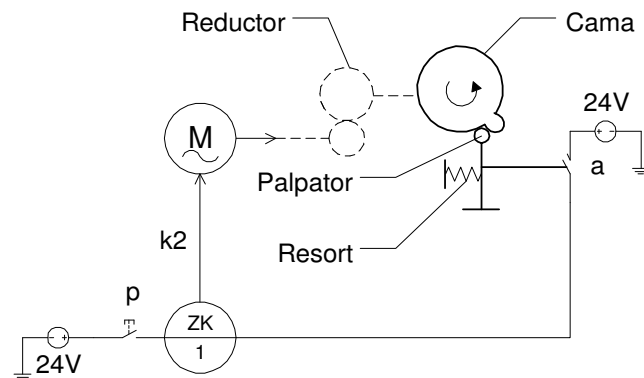 Reductor
Cama
24V
M
Palpator
a
Resort
k2
p
ZK
1
24V